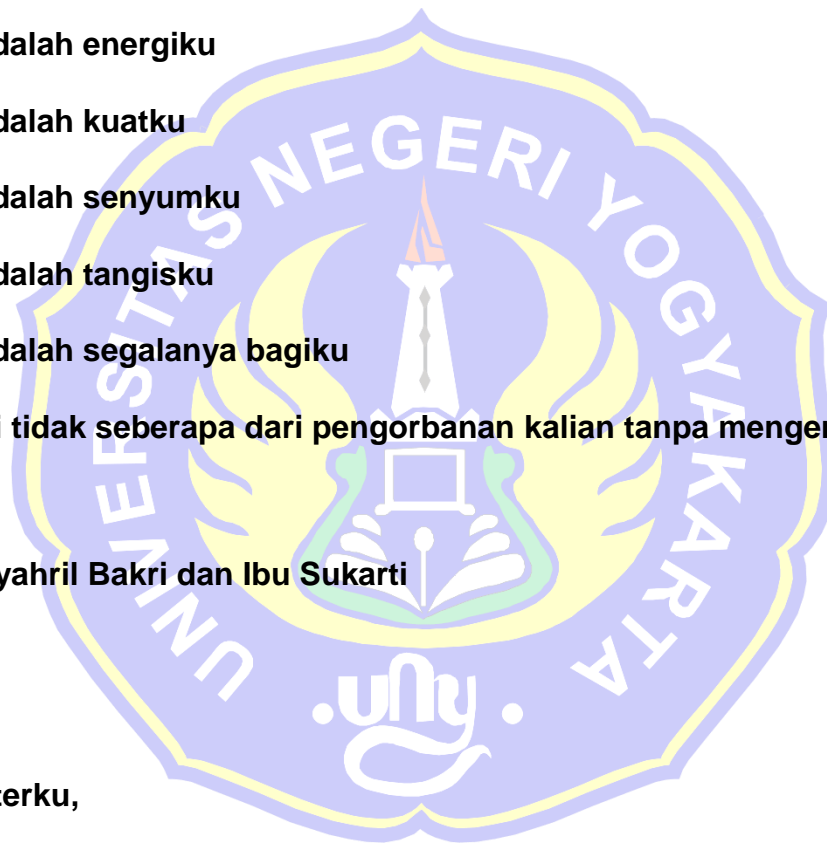 dalah energiku
dalah kuatku
dalah senyumku
dalah tangisku
dalah segalanya bagiku
i tidak seberapa dari pengorbanan kalian tanpa menger
yahril Bakri dan Ibu Sukarti
terku,
UNIVERSITAS NEGERI YOGYAKARTA
uny